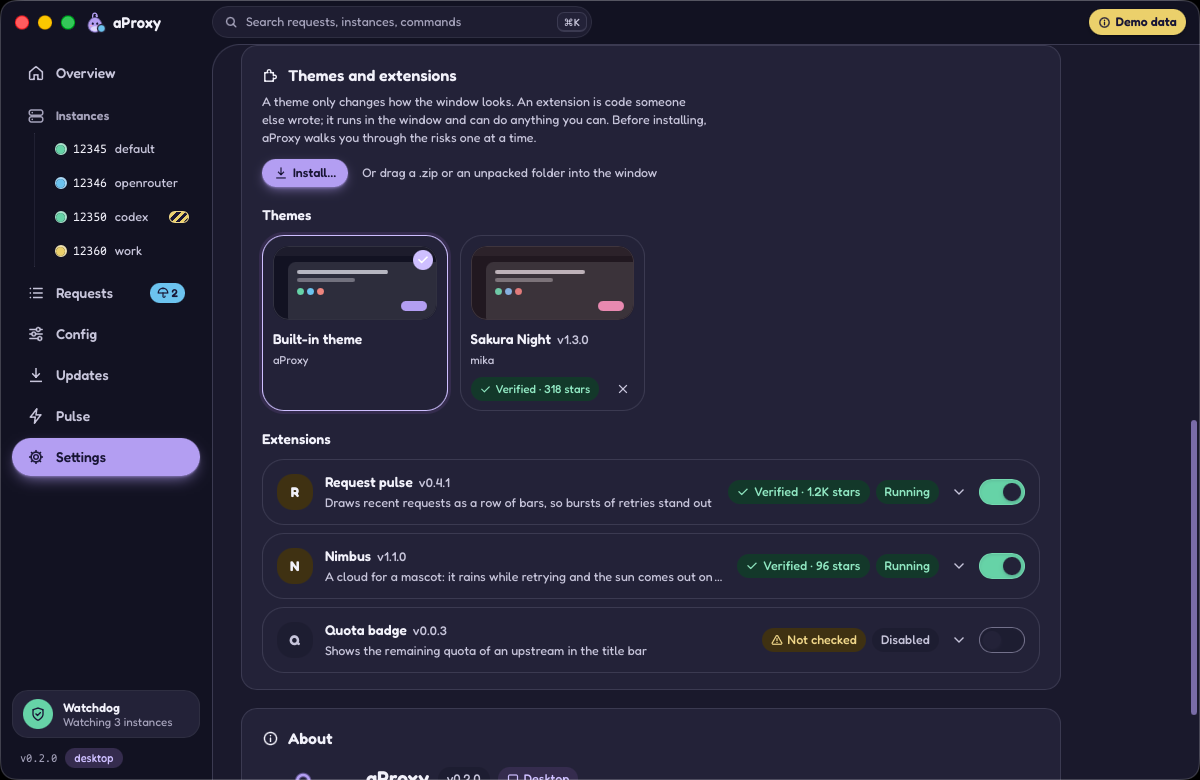 aProxy
Search requests, instances, commands
⌘K
Demo data
Overview
Instances
12345 default
12346 openrouter
12350 codex
12360 work
Requests
2
Config
Updates
Pulse
Settings
Watchdog
Watching 3 instances
v0.2.0 desktop
Themes and extensions
A theme only changes how the window looks. An extension is code someone
else wrote; it runs in the window and can do anything you can. Before installing,
aProxy walks you through the risks one at a time.
Install...
Or drag a .zip or an unpacked folder into the window
Themes
Built-in theme
aProxy
Sakura Night v1.3.0
mika
Verified · 318 stars
Extensions
R
Request pulse v0.4.1
Draws recent requests as a row of bars, so bursts of retries stand out
Verified · 1.2K stars
Running
N
Nimbus v1.1.0
A cloud for a mascot: it rains while retrying and the sun comes out on...
Verified · 96 stars
Running
Q
Quota badge v0.0.3
Shows the remaining quota of an upstream in the title bar
Not checked
Disabled
About
aProxy v0.2.0 Desktop